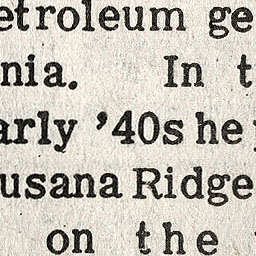 etroleum ge
nia. In t
arly '40s he
usana Ridge
on the